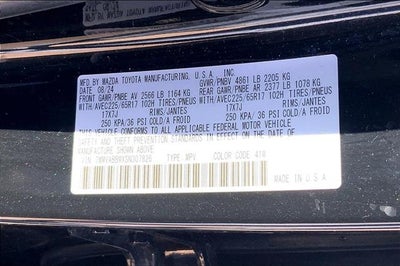 MFD. BY MAZDA TOYOTA MANUFACTURING, U.S.A., INC.
DATE 08/24 GVWR/PNBV 4861 LB 2205 KG
FRONT GAWR/PNBE AV 2566 LB 1164 KG REAR GAWR/PNBE AR 2377 LB 1078 KG
WITH/AVEC225/65R17 102H TIRES/PNEUS WITH/AVEC225/65R17 102H TIRES/PNEUS
17X7J RIMS/JANTES 17X7J RIMS/JANTES
250 KPA/36 PSI COLD/A FROID 250 KPA/36 PSI COLD/A FROID
THIS VEHICLE CONFORMS TO ALL APPLICABLE FEDERAL MOTOR VEHICLE
SAFETY AND THEFT PREVENTION STANDARDS IN EFFECT ON THE DATE OF
MANUFACTURE SHOWN ABOVE.
TYPE MPV COLOR CODE
MADE IN U.S.A.